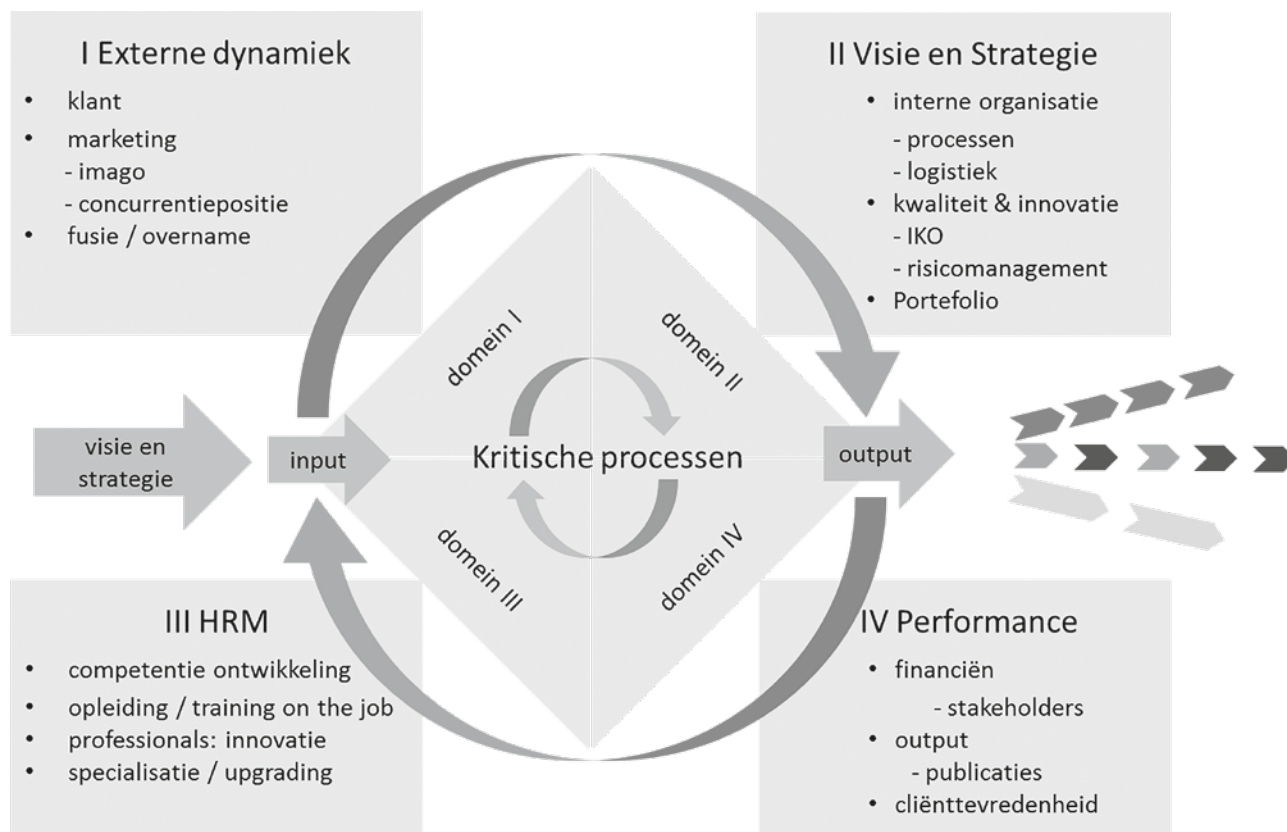 I Externe dynamiek
• klant
• marketing
- imago
- concurrentiepositie
• fusie / overname
II Visie en Strategie
• interne organisatie
- processen
- logistiek
• kwaliteit & innovatie
- IKO
- risicomanagement
• Portefolio
domein I
domein II
visie en
strategie
input
Kritische processen
output
domein III
domein IV
III HRM
• competentie ontwikkeling
• opleiding / training on the job
• professionals: innovatie
• specialisatie / upgrading
IV Performance
• financiën
- stakeholders
• output
- publicaties
• cliënttevredenheid